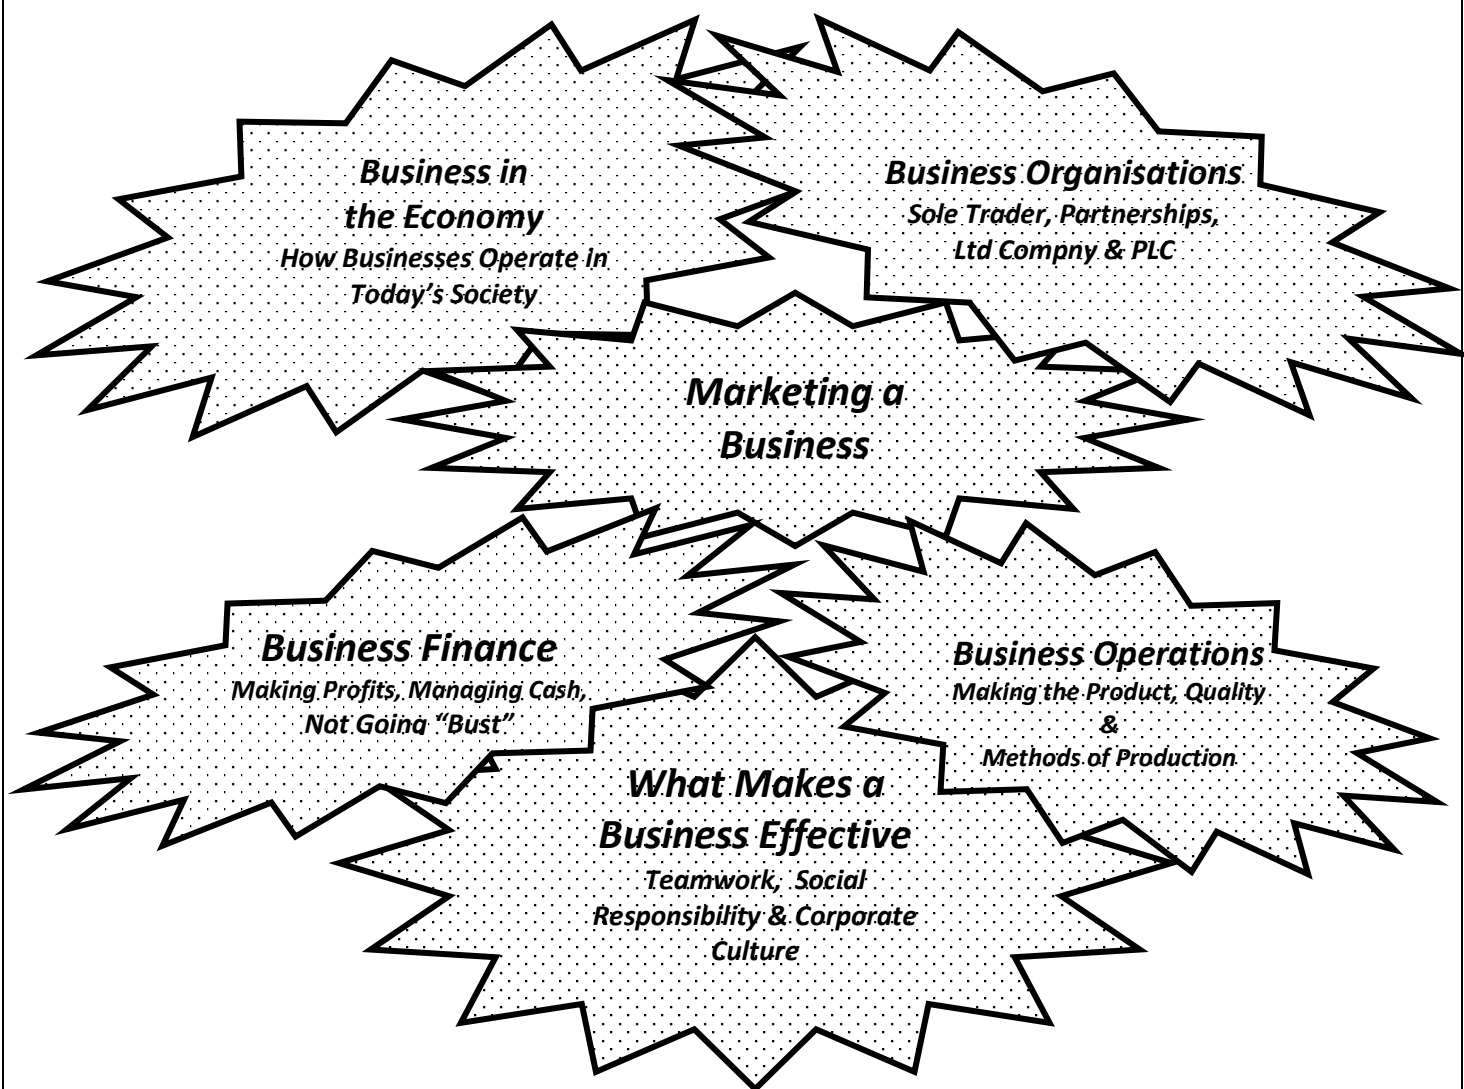 Business in
the Economy
How Businesses Operate in
Today's Society
Business Organisations
Sole Trader, Partnerships,
Ltd Compny & PLC
Marketing a
Business
Business Finance
Making Profits, Managing Cash,
Not Going “Bust”
Business Operations
Making the Product, Quality
&
Methods of Production
What Makes a
Business Effective
Teamwork, Social
Responsibility & Corporate
Culture